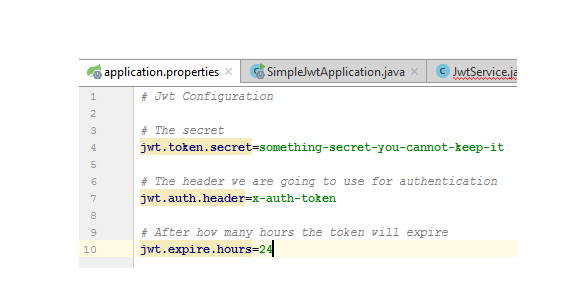 application.properties SimpleJwtApplication.java JwtService.ja
1 # Jwt Configuration
2
3 # The secret
4 jwt.token.secret=something-secret-you-cannot-keep-it
5
6 # The header we are going to use for authentication
7 jwt.auth.header=x-auth-token
8
9 # After how many hours the token will expire
10 jwt.expire.hours=24